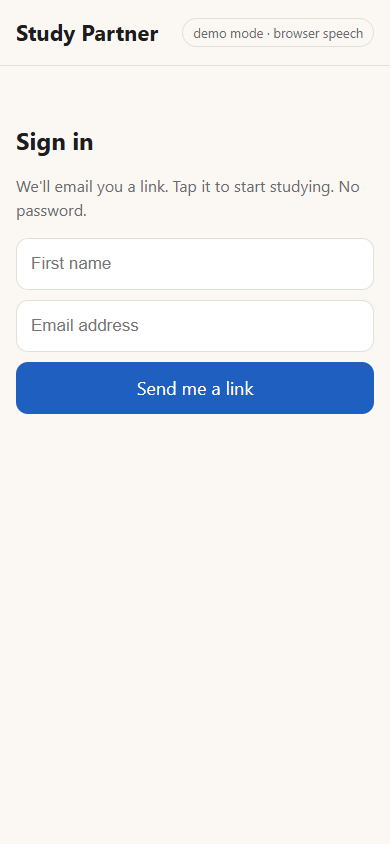 Study Partner
demo mode · browser speech
Sign in
We'll email you a link. Tap it to start studying. No
password.
First name
Email address
Send me a link